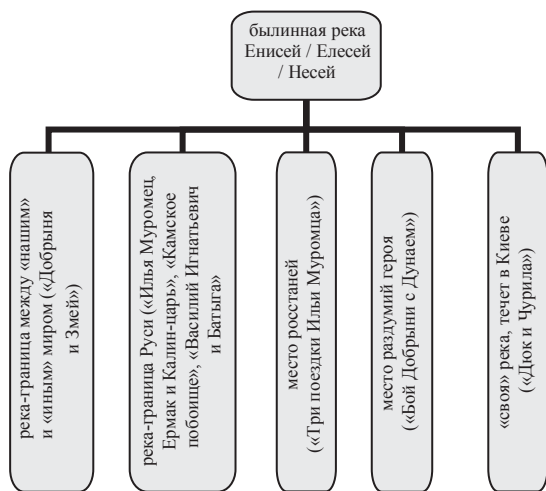 былинная река
Енисей / Елесей
/ Несей
река-граница между «нашим»
и «иным» миром («Добрыня
и Змей»)
река-граница Руси («Илья Муромец,
Ермак и Калин-царь», «Камское
побоище», «Василий Игнатьевич
и Батыга»
место росстаней
(«Три поездки Ильи Муромца»)
место раздумий героя
(«Бой Добрыни с Дунаем»)
«своя» река, течет в Киеве
(«Дюк и Чурила»)